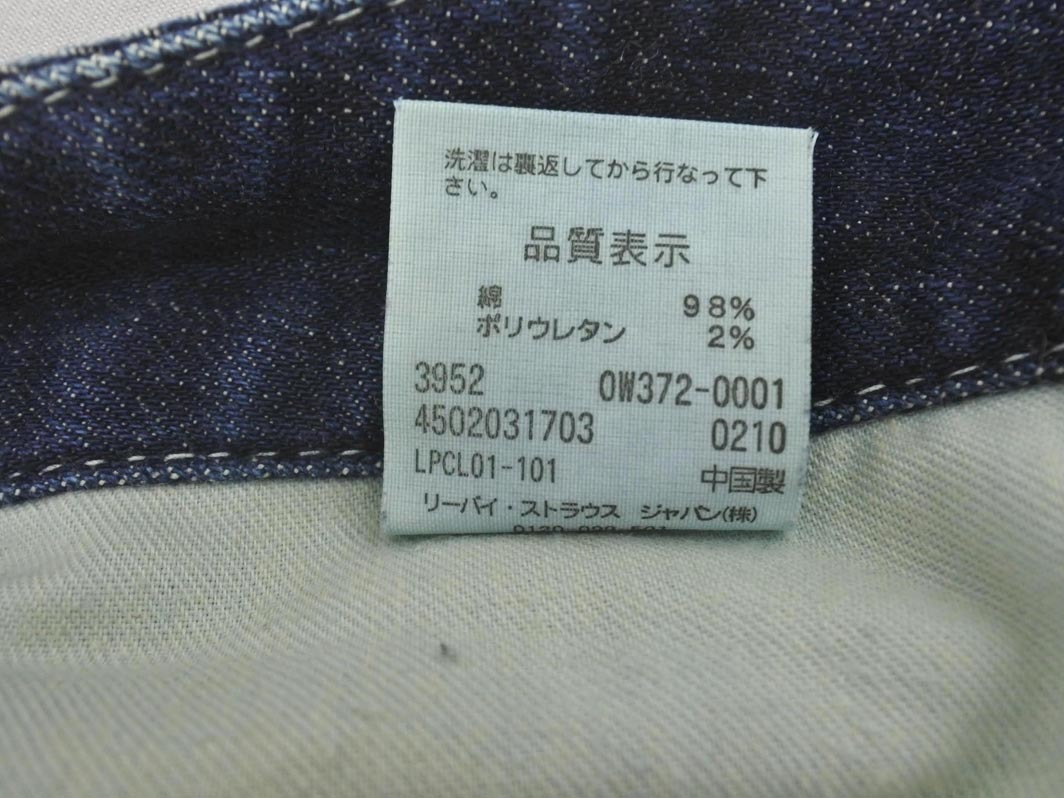 洗濯は裏返してから行なって下
さい。
品質表示
綿 98%
ポリウレタン 2%
3952 0W372-0001
4502031703 0210
LPCL01-101 中国製
リーバイ・ストラウス ジャパン(株)